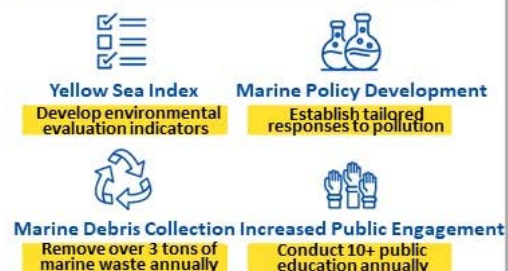 Yellow Sea Index
Develop environmental
evaluation indicators
Marine Policy Development
Establish tailored
responses to pollution
Marine Debris Collection
Remove over 3 tons of
marine waste annually
Increased Public Engagement
Conduct 10+ public
education annually